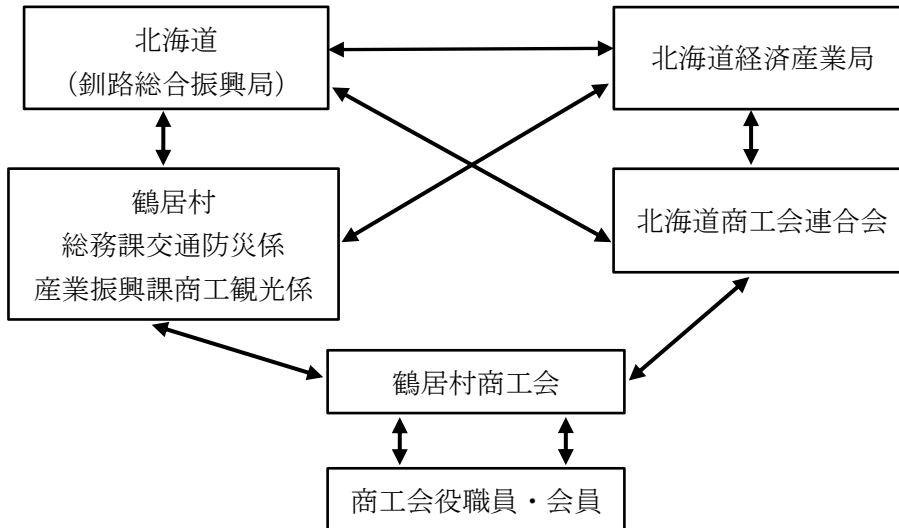 北海道
（釧路総合振興局）
北海道経済産業局
鶴居村
総務課交通防災係
産業振興課商工観光係
北海道商工会連合会
鶴居村商工会
商工会役職員・会員